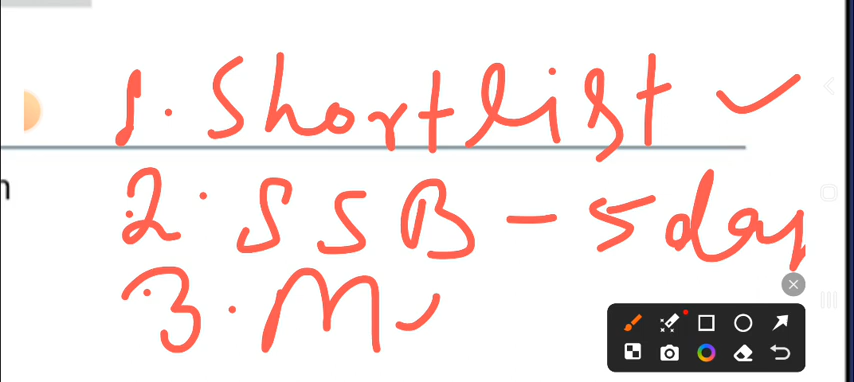 1. Shortlist ✓
2. SSB - 5 day
3. M
n